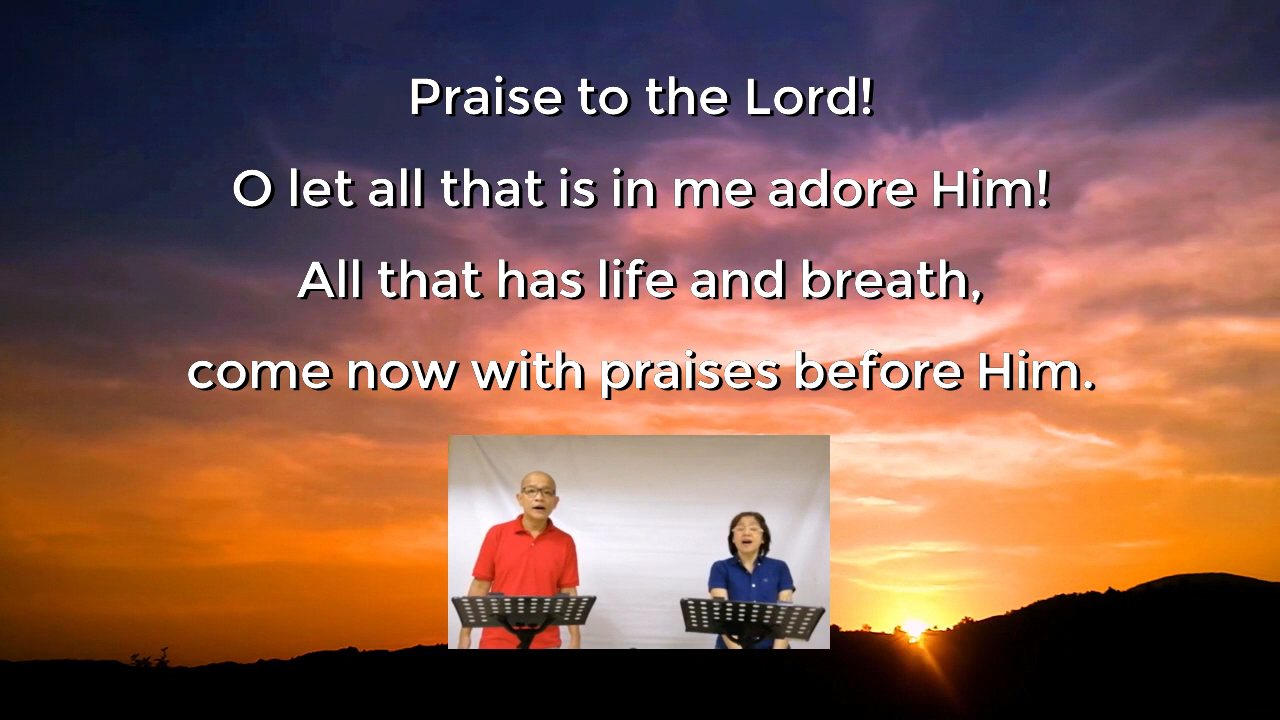 Praise to the Lord!
O let all that is in me adore Him!
All that has life and breath,
come now with praises before Him.